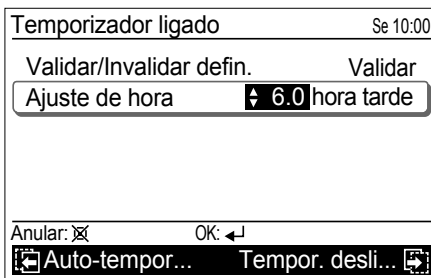 Temporizador ligado Se 10:00
Validar/Invalidar defin. Validar
Ajuste de hora 6.0 hora tarde
Anular: OK:
Auto-tempor... Tempor. desli...